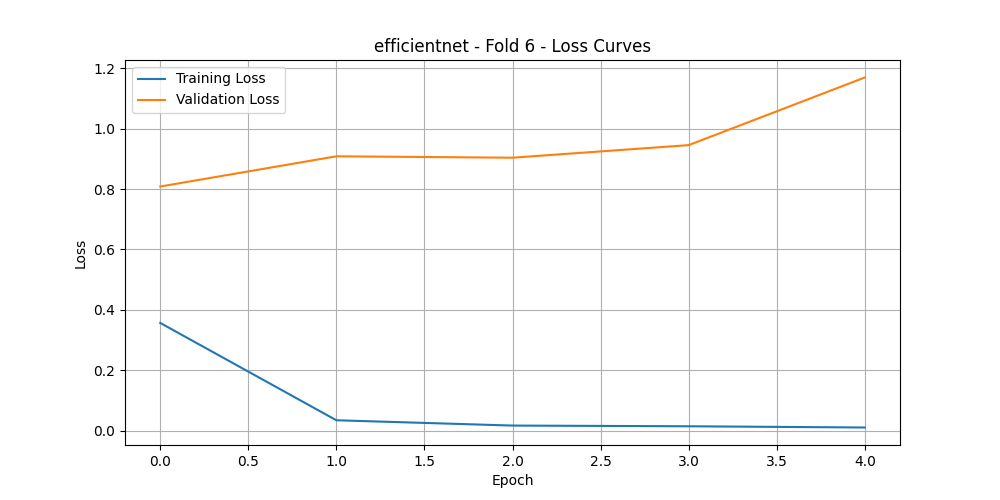 efficientnet - Fold 6 - Loss Curves
Training Loss
Validation Loss
1.2
1.0
0.8
0.6
0.4
0.2
0.0
Loss
0.0 0.5 1.0 1.5 2.0 2.5 3.0 3.5 4.0
Epoch